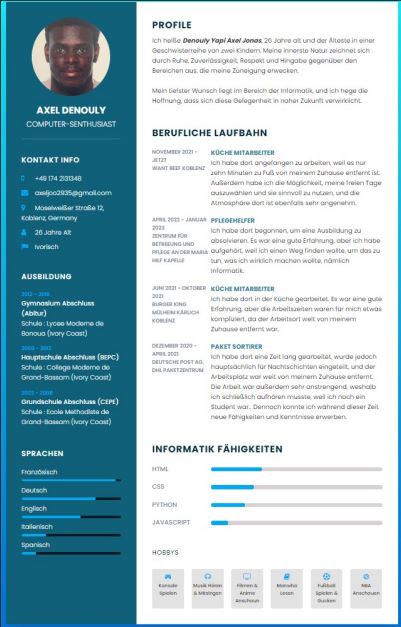 AXEL DENOULY
COMPUTER-SENTHUSIAST
KONTAKT INFO
+49 174 2131348
axeljoo2935@gmail.com
Moselweißer Straße 12,
Koblenz, Germany
26 Jahre Alt
Ivorisch
AUSBILDUNG
Gymnasium Abschluss
(Abitur)
Schule : Lycee Moderne de
Bonoua (Ivory Coast)
Hauptschule Abschluss (BEPC)
Schule : College Moderne de
Grand-Bassam (Ivory Coast)
Grundschule Abschluss (CEPE)
Schule : Ecole Methodiste de
Grand-Bassam (Ivory Coast)
SPRACHEN
Französisch
Deutsch
Englisch
Italienisch
Spanisch
PROFILE
Ich heiße Denouly Yapi Axel Jonas, 26 Jahre alt und der Älteste in einer
Geschwisterreihe von zwei Kindern. Meine innerste Natur zeichnet sich
durch Ruhe, Zuverlässigkeit, Respekt und Hingabe gegenüber den
Bereichen aus, die meine Zuneigung erwecken.
Mein tiefster Wunsch liegt im Bereich der Informatik, und ich hege die
Hoffnung, dass sich diese Gelegenheit in naher Zukunft verwirklicht.
BERUFLICHE LAUFBAHN
NOVEMBER 2021 -
JETZT
WANT BEEF KOBLENZ
KÜCHE MITARBEITER
Ich habe dort angefangen zu arbeiten, weil es nur
zehn Minuten zu Fuß von meinem Zuhause entfernt ist.
Außerdem habe ich die Möglichkeit, meine freien Tage
auszuwählen und sie sinnvoll zu nutzen, und die
Atmosphäre dort ist ebenfalls sehr angenehm.
APRIL 2022 - JANUAR
2023
ZENTRUM FÜR
BETREUUNG UND
PFLEGE AN DER MARIA
HILF KAPELLE
PFLEGEHELFER
Ich habe dort begonnen, um eine Ausbildung zu
absolvieren. Es war eine gute Erfahrung, aber ich habe
aufgehört, weil ich einen Weg finden wollte, um das zu
tun, was ich wirklich machen wollte, nämlich
Informatik.
JUNI 2021 - OKTOBER
2021
BURGER KING
MÜLHEIM KÄRLICH
KOBLENZ
KÜCHE MITARBEITER
Ich habe dort in der Küche gearbeitet. Es war eine gute
Erfahrung, aber die Arbeitszeiten waren für mich etwas
kompliziert, da der Arbeitsort weit von meinem
Zuhause entfernt war.
DEZEMBER 2020 -
APRIL 2021
DEUTSCHE POST AG,
DHL PAKETZENTRUM
PAKET SORTIRER
Ich habe dort eine Zeit lang gearbeitet, wurde jedoch
hauptsächlich für Nachtschichten eingeteilt, und der
Arbeitsplatz war weit von meinem Zuhause entfernt.
Die Arbeit war außerdem sehr anstrengend, weshalb
ich schließlich aufhören musste, weil ich noch ein
Student war.. Dennoch konnte ich während dieser Zeit
neue Fähigkeiten und Kenntnisse erwerben.
INFORMATIK FÄHIGKEITEN
HTML
CSS
PYTHON
JAVASCRIPT
HOBBYS
Konsole
Spielen
Musik Hören
& Mitsingen
Filmen &
Anime
Anschauen
Manwha
Lesen
Fußball
Spielen &
Gucken
NBA
Anschauen